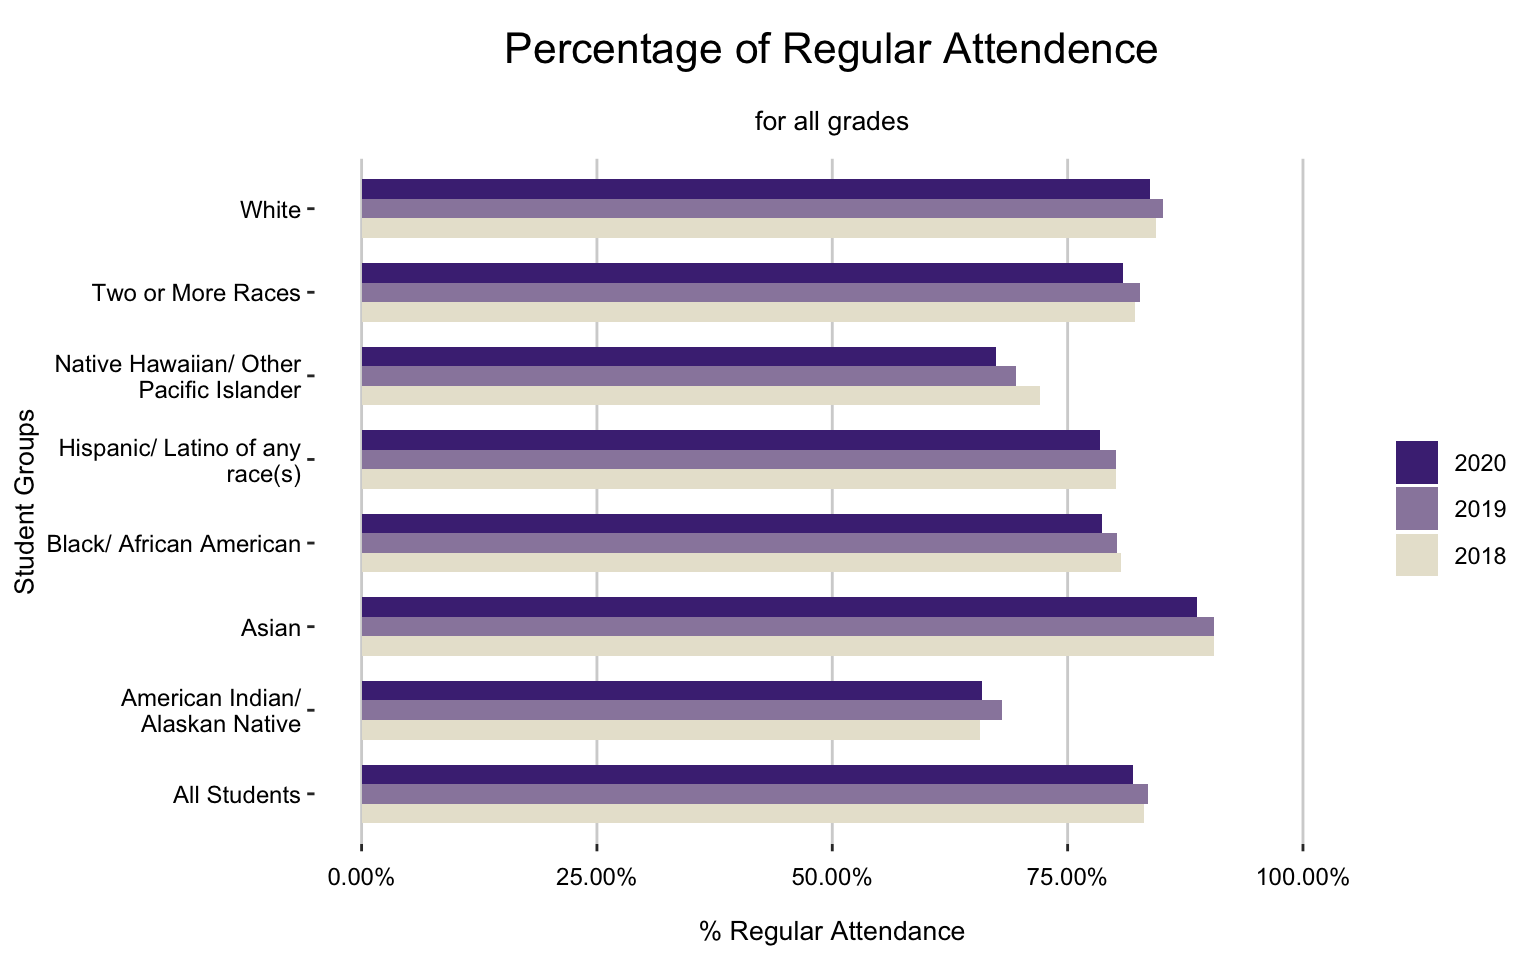 Percentage of Regular Attendence
for all grades
White
Two or More Races
Native Hawaiian/ Other
Pacific Islander
Hispanic/ Latino of any
race(s)
Black/ African American
Asian
American Indian/
Alaskan Native
All Students
Student Groups
0.00%
25.00%
50.00%
75.00%
100.00%
% Regular Attendance
2020
2019
2018